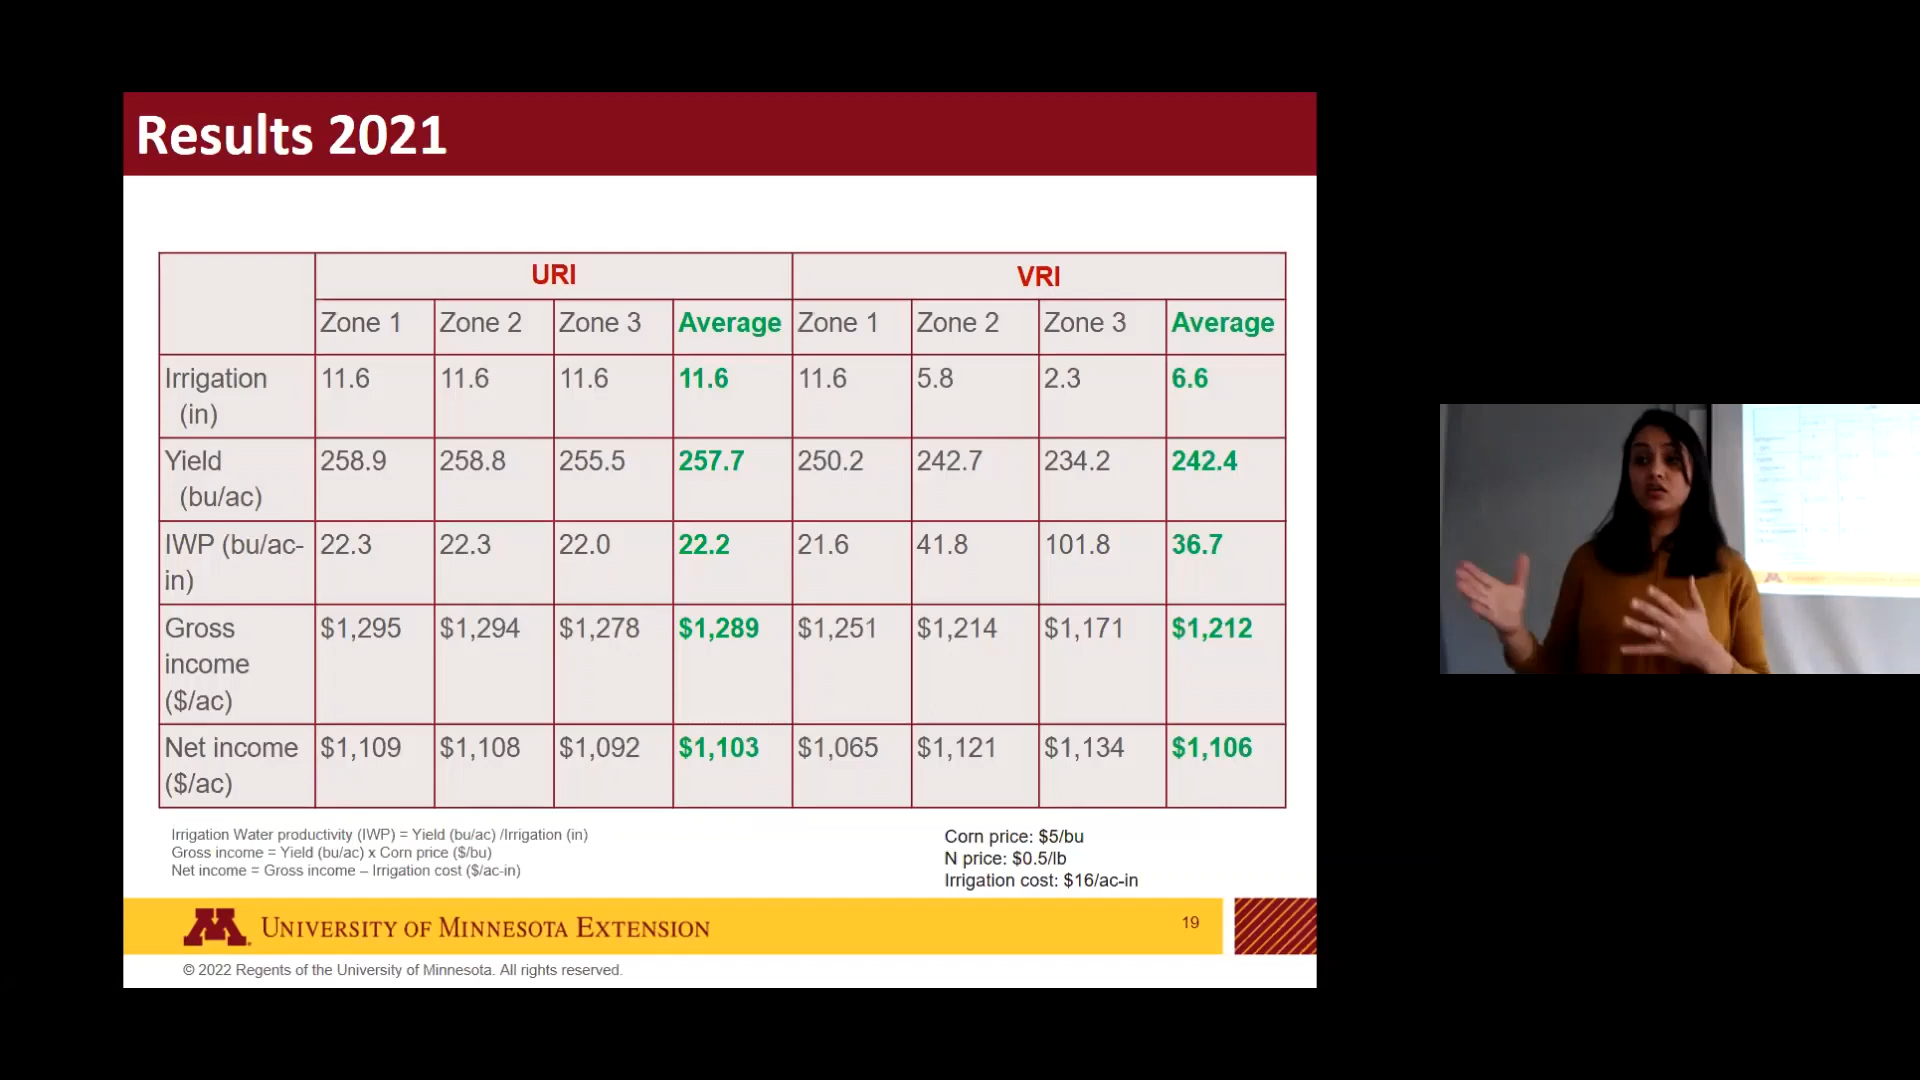 Results 2021
URI VRI
Zone 1 Zone 2 Zone 3 Average Zone 1 Zone 2 Zone 3 Average
Irrigation (in) 11.6 11.6 11.6 11.6 11.6 5.8 2.3 6.6
Yield (bu/ac) 258.9 258.8 255.5 257.7 250.2 242.7 234.2 242.4
IWP (bu/ac-in) 22.3 22.3 22.0 22.2 21.6 41.8 101.8 36.7
Gross income ($/ac) $1,295 $1,294 $1,278 $1,289 $1,251 $1,214 $1,171 $1,212
Net income ($/ac) $1,109 $1,108 $1,092 $1,103 $1,065 $1,121 $1,134 $1,106
Irrigation Water productivity (IWP) = Yield (bu/ac) /Irrigation (in)
Gross income = Yield (bu/ac) x Corn price ($/bu)
Net income = Gross income – Irrigation cost ($/ac-in)
Corn price: $5/bu
N price: $0.5/lb
Irrigation cost: $16/ac-in
UNIVERSITY OF MINNESOTA EXTENSION
19
© 2022 Regents of the University of Minnesota. All rights reserved.